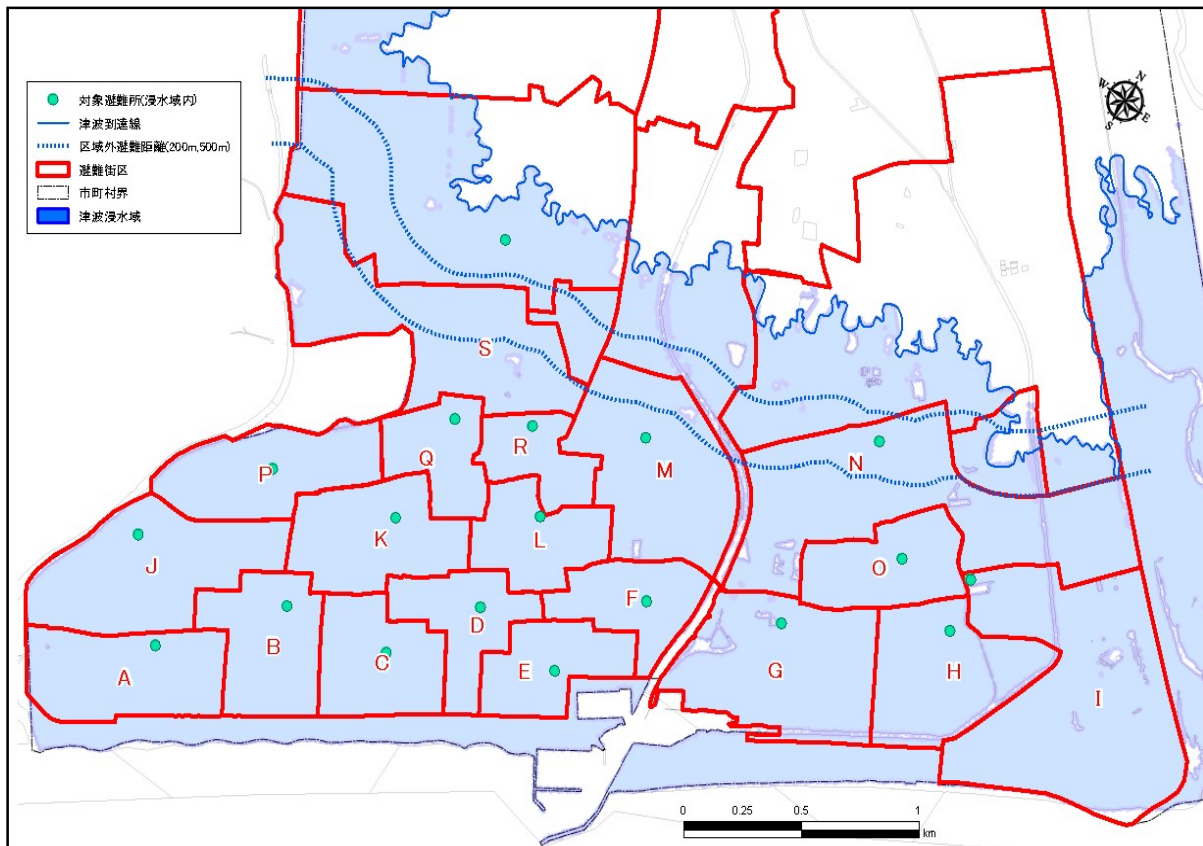 対象避難所(浸水域内)
津波到達線
区域外避難距離(200m,500m)
避難街区
市町村界
津波浸水域
N
W
E
S
S
Q
R
P
M
N
K
L
J
O
F
D
B
C
E
A
G
H
I
0 0.25 0.5 1
km